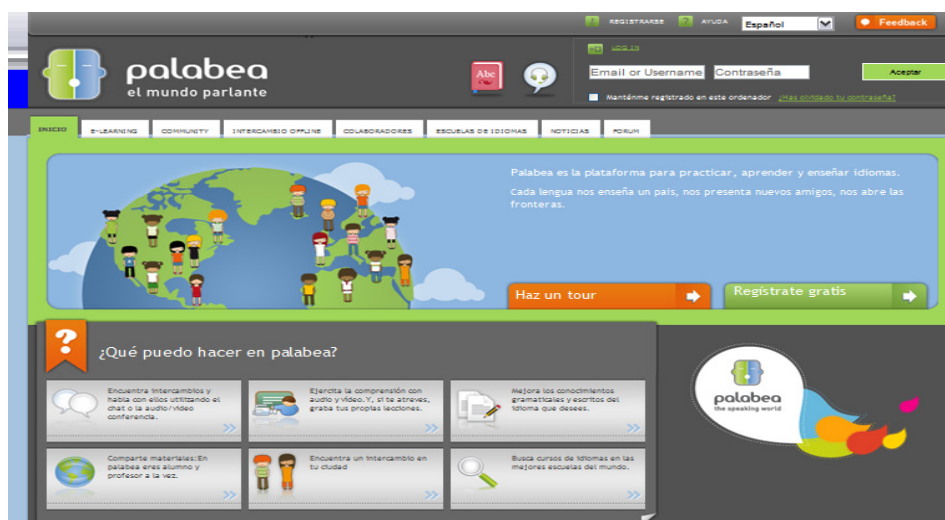 REGISTRARSE
AYUDA
Español
Feedback
LOG IN
palabea
el mundo parlante
Abc
Email or Username
Contraseña
Aceptar
Manténme registrado en este ordenador ¿Has olvidado tu contraseña?
INICIO
E-LEARNING
COMMUNITY
INTERCAMBIO OFFLINE
COLABORADORES
ESCUELAS DE IDIOMAS
NOTICIAS
FORUM
Palabea es la plataforma para practicar, aprender y enseñar idiomas.
Cada lengua nos enseña un país, nos presenta nuevos amigos, nos abre las
fronteras.
Haz un tour
Regístrate gratis
?
¿Qué puedo hacer en palabea?
Encuentra intercambios y
habla con ellos utilizando el
chat o la audio/video
conferencia.
Ejercita la comprensión con
audio y video.Y, si te atreves,
graba tus propias lecciones.
Mejora los conocimientos
gramaticales y escritos del
idioma que desees.
Comparte materiales:En
palabea eres alumno y
profesor a la vez.
Encuentra un intercambio en
tu ciudad
Busca cursos de idiomas en las
mejores escuelas del mundo.
palabea
the speaking world